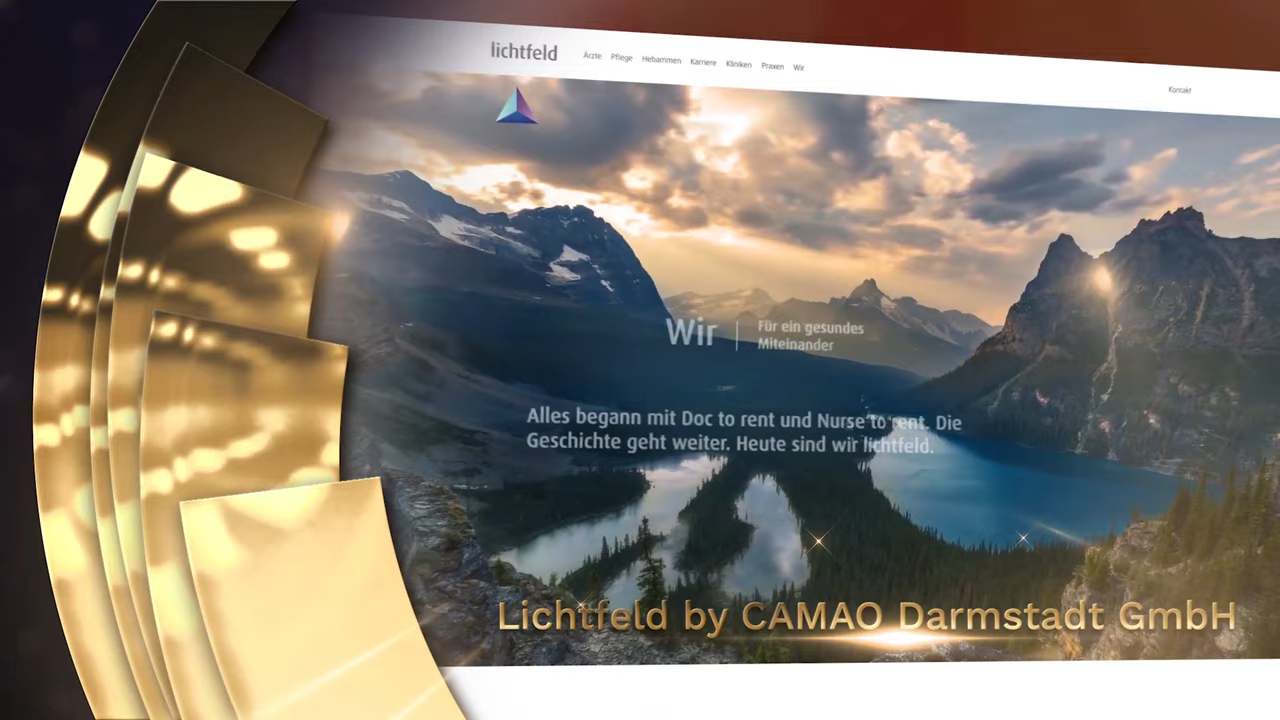 lichtfeld
Ärzte Pflege Hebammen Karriere Kliniken Praxen Wir
Kontakt
Wir
Für ein gesundes
Miteinander
Alles begann mit Doc to rent und Nurse to rent. Die
Geschichte geht weiter. Heute sind wir lichtfeld.
Lichtfeld by CAMAO Darmstadt GmbH